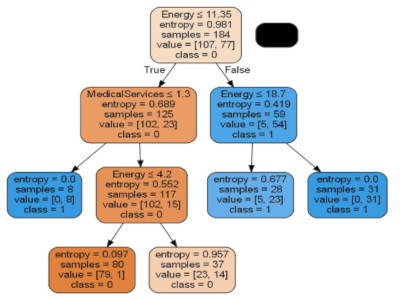 Energy ≤ 11.35
entropy = 0.981
samples = 184
value = [107, 77]
class = 0
True
False
MedicalServices ≤ 1.3
entropy = 0.689
samples = 125
value = [102, 23]
class = 0
Energy ≤ 18.7
entropy = 0.419
samples = 59
value = [5, 54]
class = 1
entropy = 0.0
samples = 8
value = [0, 8]
class = 1
Energy ≤ 4.2
entropy = 0.552
samples = 117
value = [102, 15]
class = 0
entropy = 0.677
samples = 28
value = [5, 23]
class = 1
entropy = 0.0
samples = 31
value = [0, 31]
class = 1
entropy = 0.097
samples = 80
value = [79, 1]
class = 0
entropy = 0.957
samples = 37
value = [23, 14]
class = 0